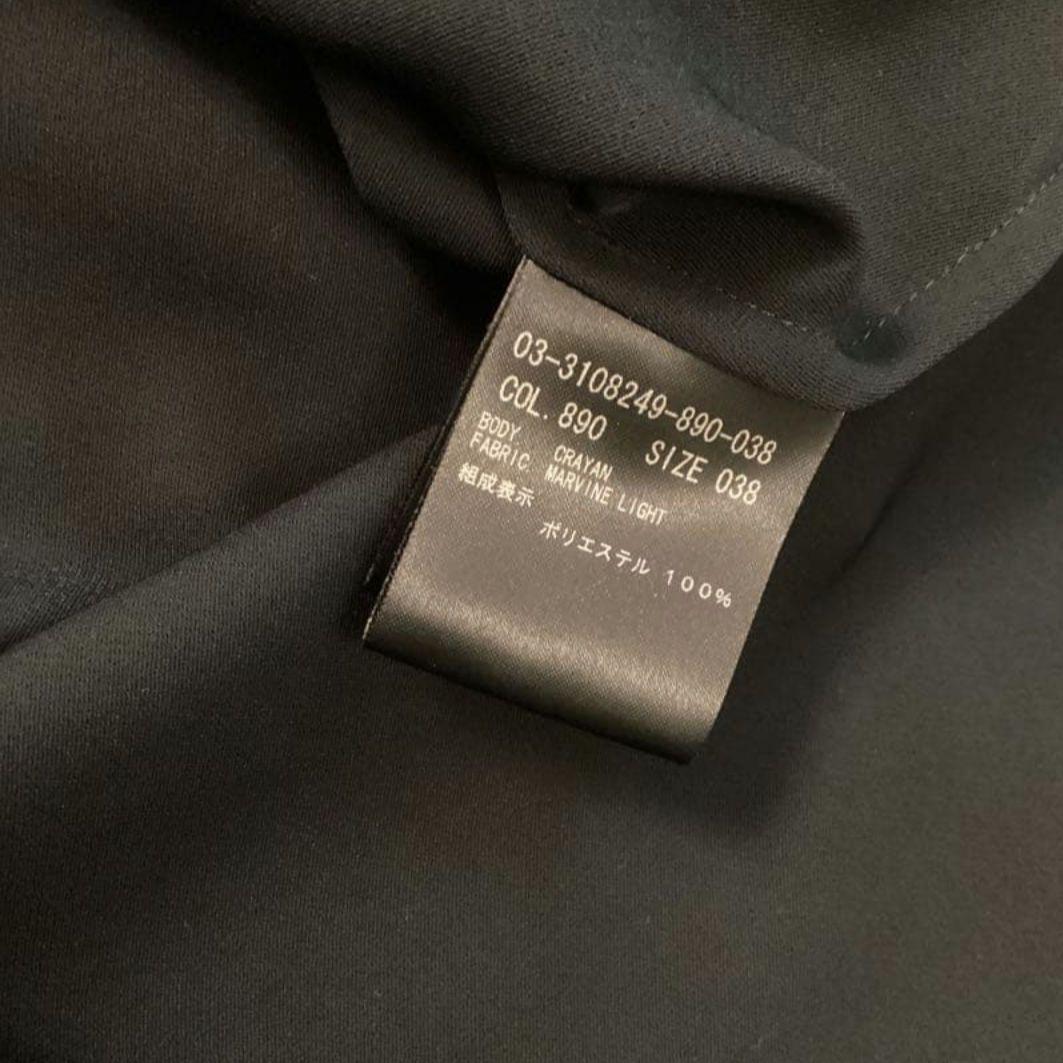 03-3108249-890-038
COL. 890 SIZE 038
BODY CRAYAN
FABRIC MARVINE LIGHT
組成表示
ポリエステル 100%